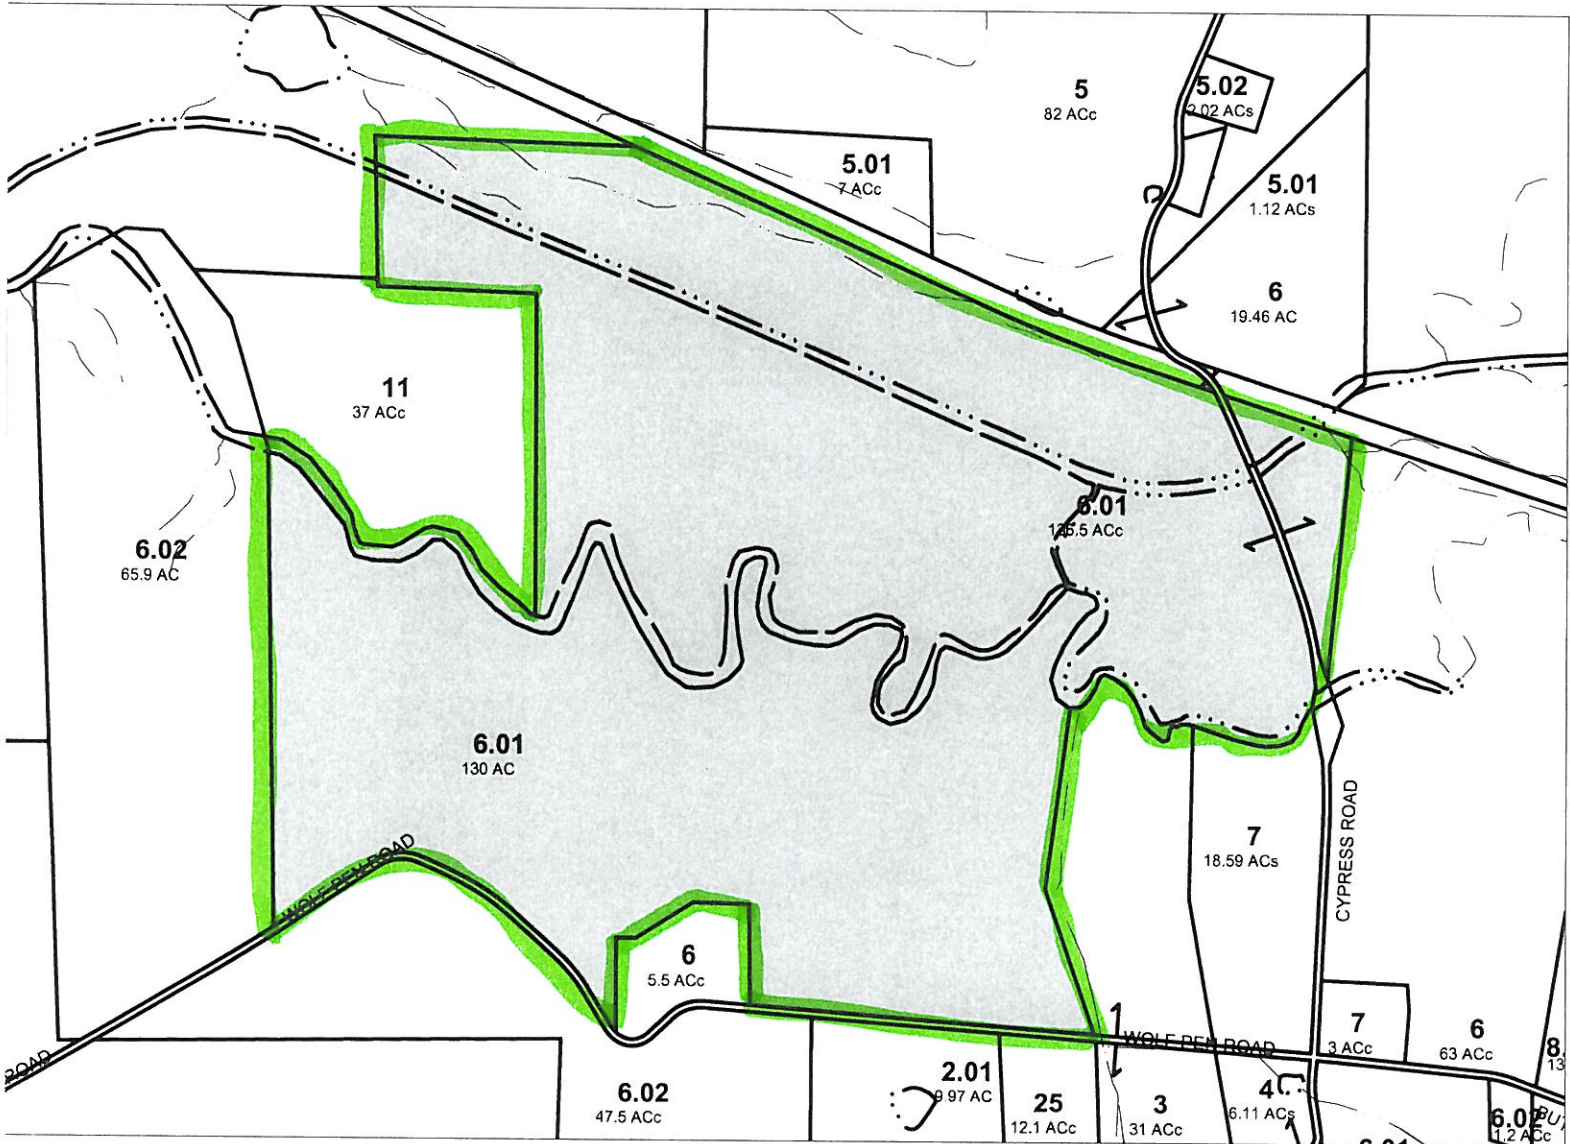 5
82 ACc
5.02
2.02 ACs
5.01
7 ACc
5.01
1.12 ACs
6
19.46 AC
11
37 ACc
6.01
6.02
65.9 AC
6.01
130 AC
7
18.59 ACs
CYPRESS ROAD
WOLF PEN ROAD
6
5.5 ACc
WOLF PEN ROAD
7
3 ACc
6
63 ACc
8.
13
ROAD
6.02
47.5 ACc
2.01
9.97 AC
25
12.1 ACc
3
31 ACc
4
6.11 ACs
6.02
1.2 ACc